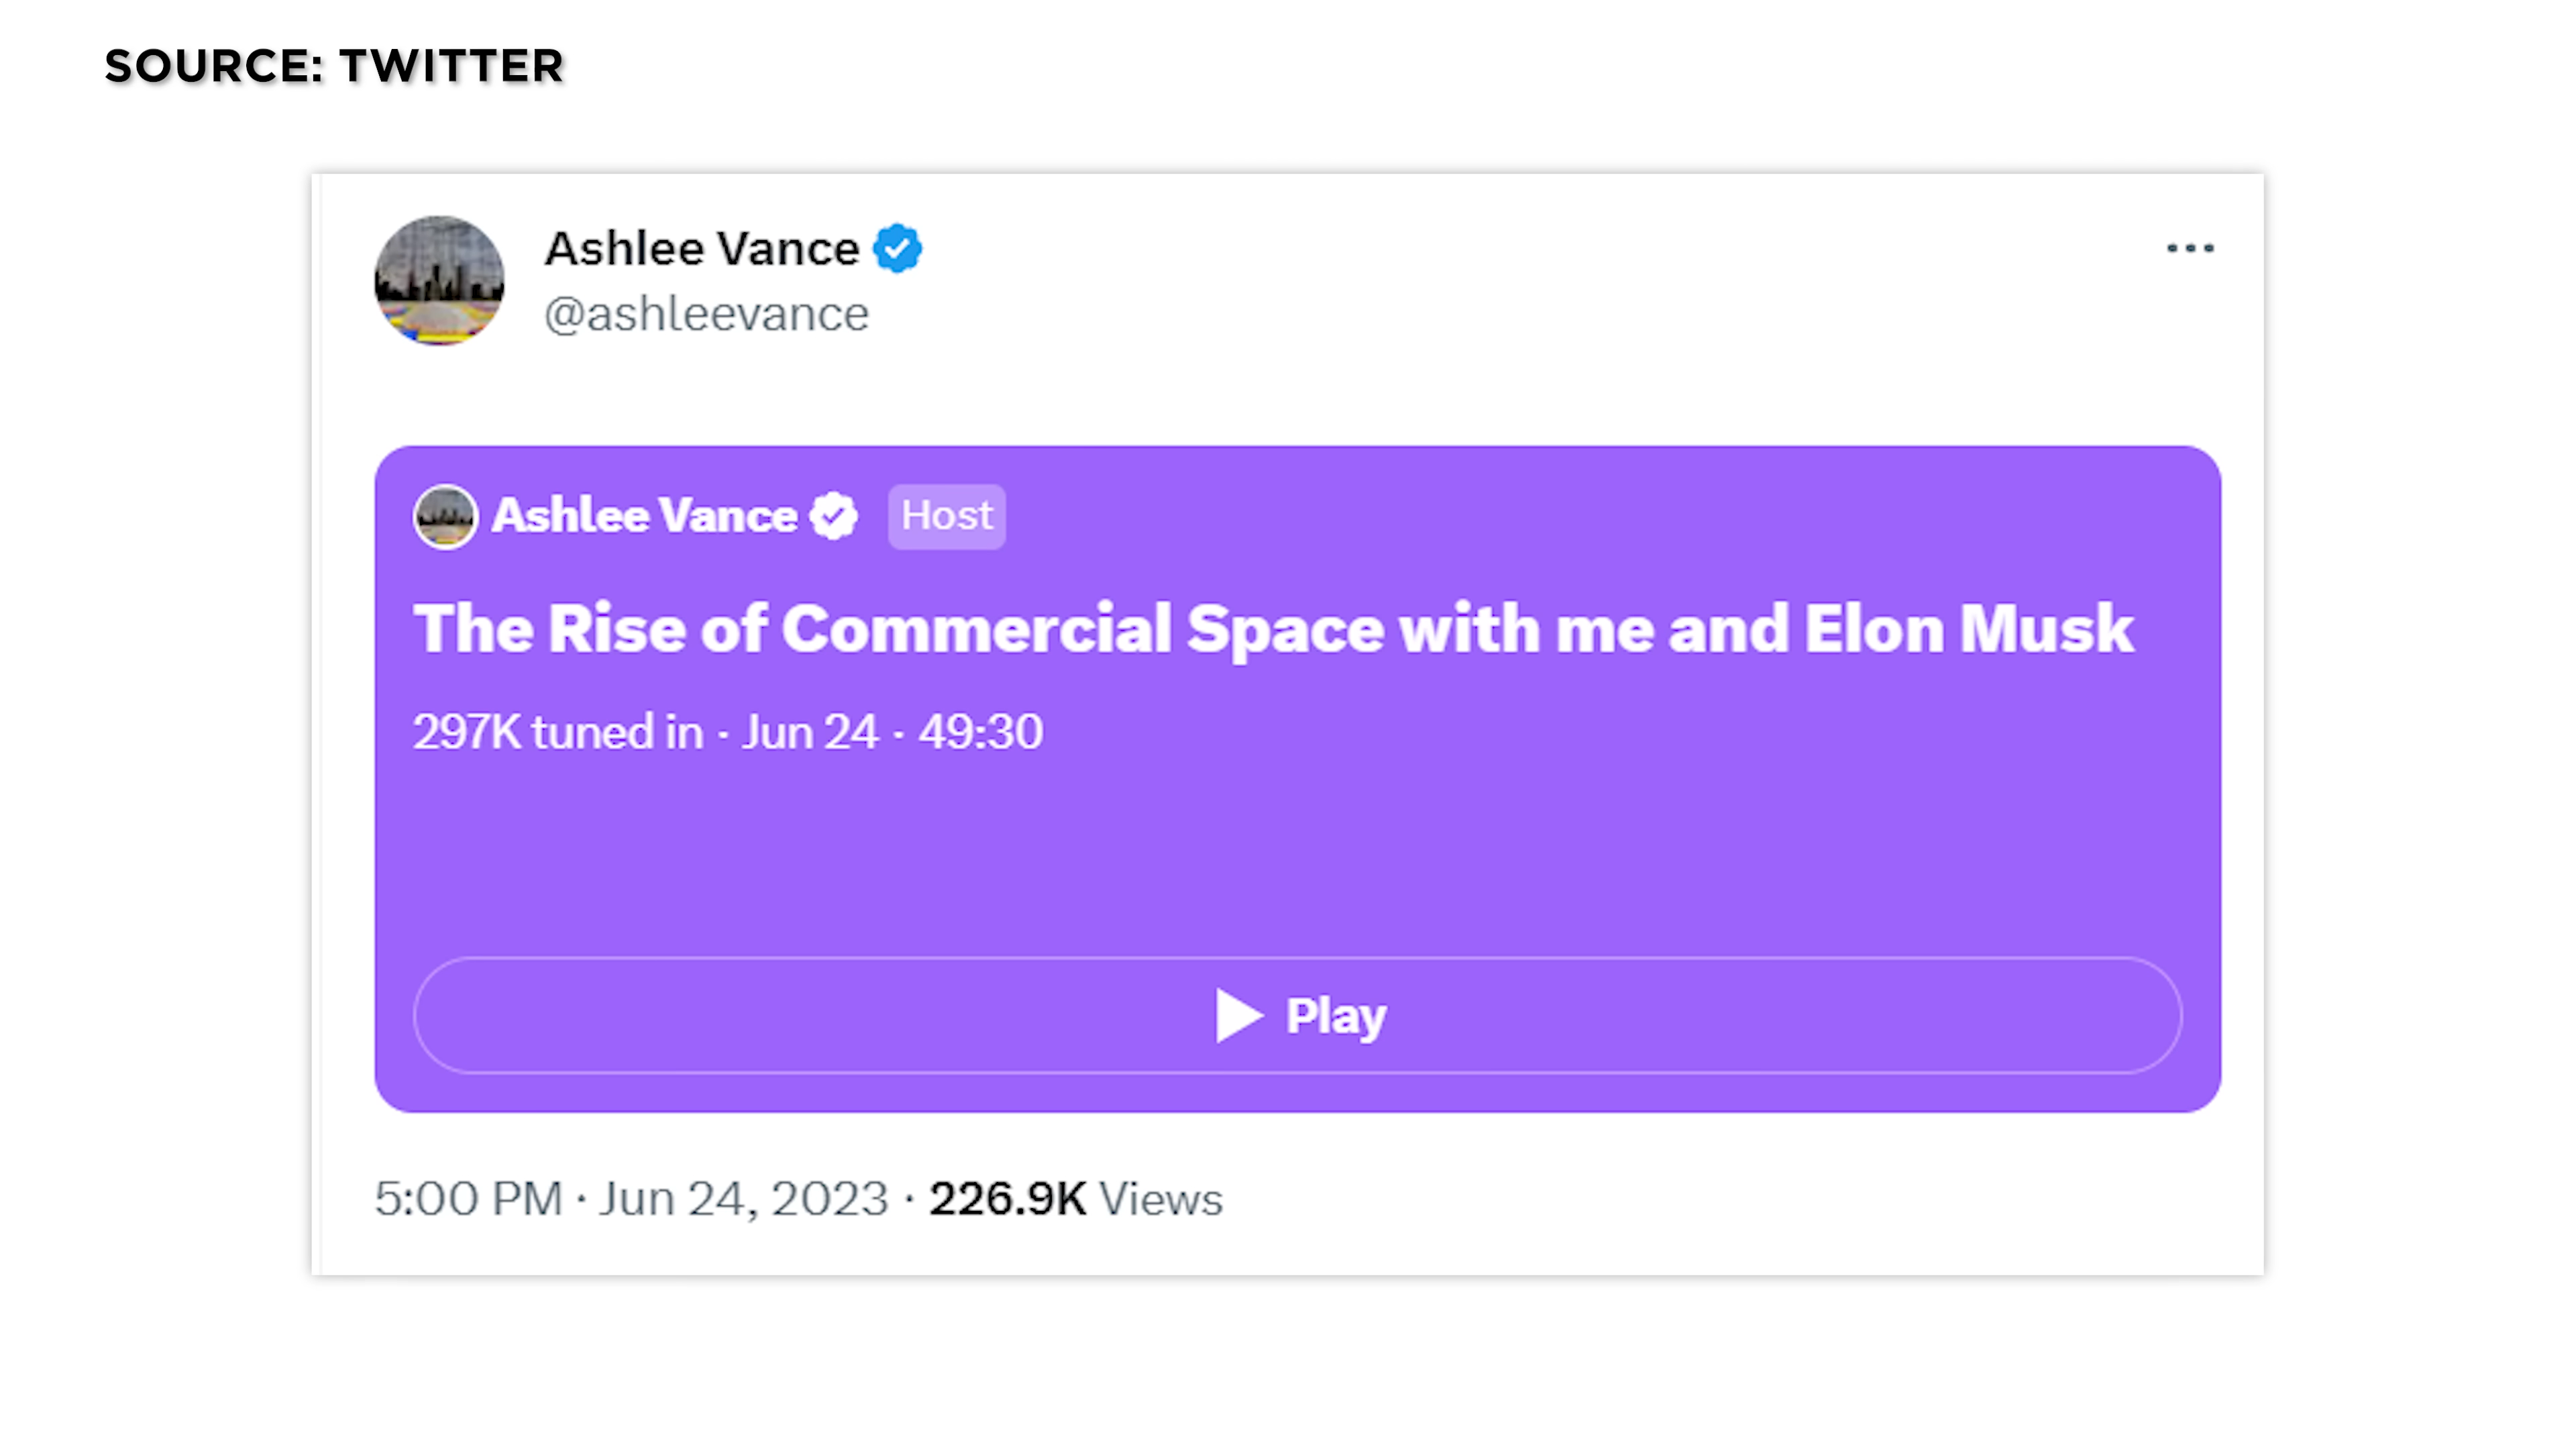 SOURCE: TWITTER
Ashlee Vance
@ashleevance
Ashlee Vance Host
The Rise of Commercial Space with me and Elon Musk
297K tuned in · Jun 24 · 49:30
Play
5:00 PM · Jun 24, 2023 · 226.9K Views